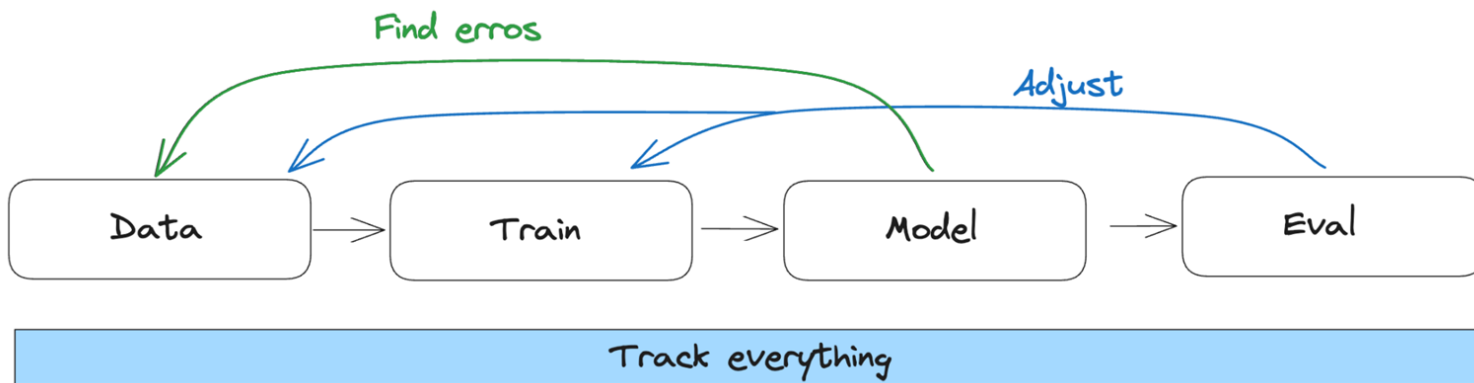 Find erros
Adjust
Data
Train
Model
Eval
Track everything